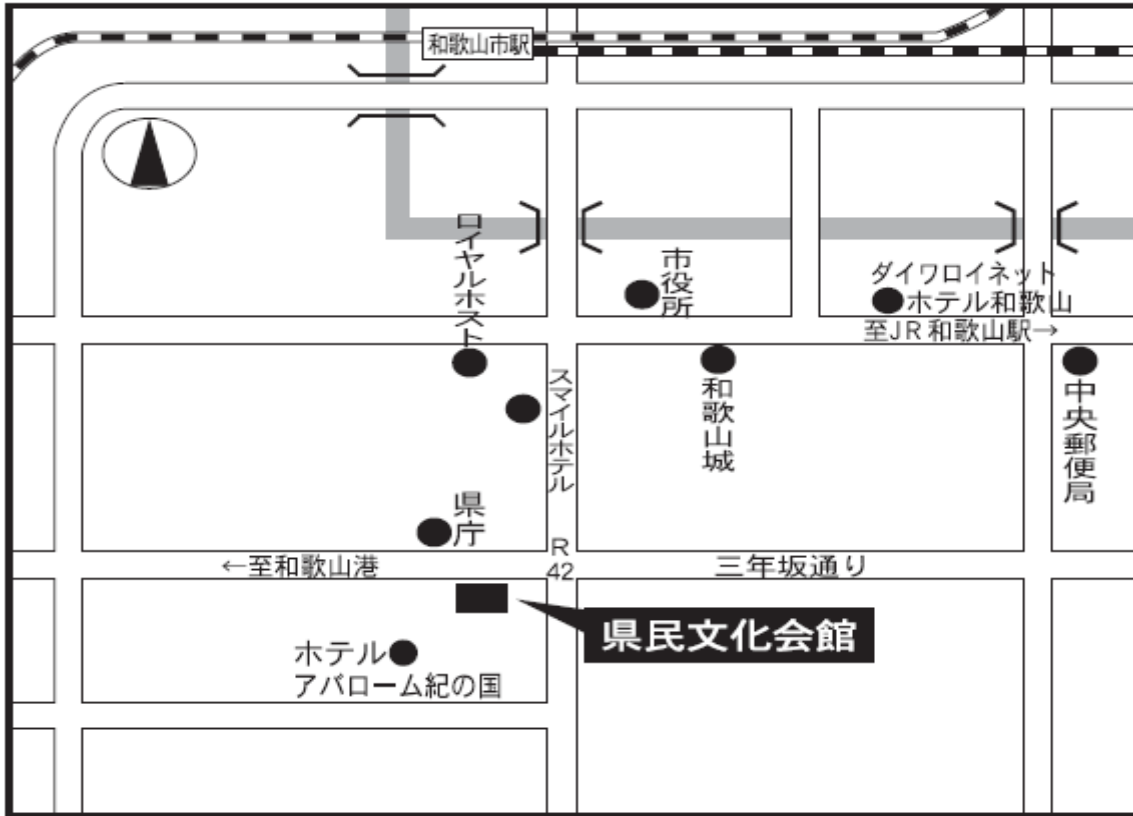 和歌山市駅
ロイヤルホスト
市役所
ダイワロイネット
ホテル和歌山
至JR和歌山駅→
スマイルホテル
和歌山城
中央郵便局
県庁
R
42
←至和歌山港
三年坂通り
県民文化会館
ホテル
アバローム紀の国